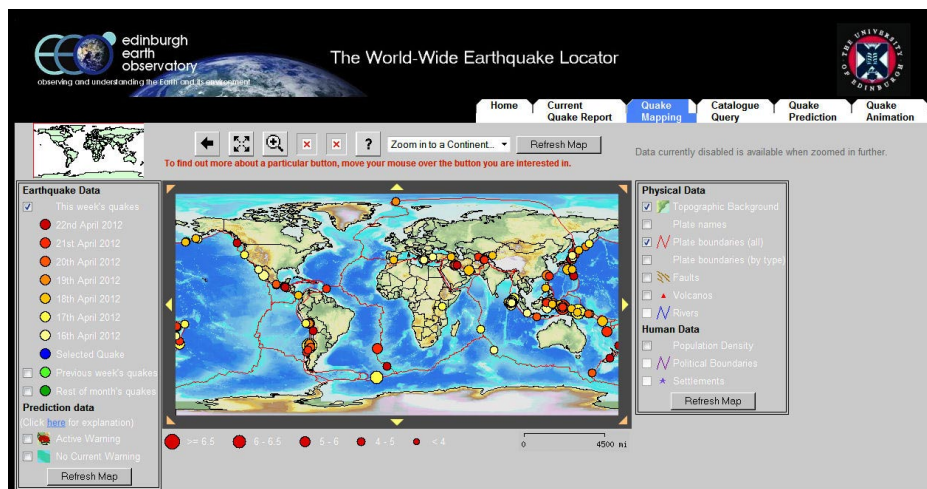 edinburgh
earth
observatory
observing and understanding the Earth and its environment
The World-Wide Earthquake Locator
THE UNIVERSITY OF EDINBURGH
Home
Current
Quake Report
Quake
Mapping
Catalogue
Query
Quake
Prediction
Quake
Animation
Zoom in to a Continent...
Refresh Map
To find out more about a particular button, move your mouse over the button you are interested in.
Data currently disabled is available when zoomed in further.
Earthquake Data
This week's quakes
22nd April 2012
21st April 2012
20th April 2012
19th April 2012
18th April 2012
17th April 2012
16th April 2012
Selected Quake
Previous week's quakes
Rest of month's quakes
Prediction data
(Click here for explanation)
Active Warning
No Current Warning
Refresh Map
>= 6.5
6 - 6.5
5 - 6
4 - 5
< 4
0 4500 mi
Physical Data
Topographic Background
Plate names
Plate boundaries (all)
Plate boundaries (by type)
Faults
Volcanos
Rivers
Human Data
Population Density
Political Boundaries
Settlements
Refresh Map